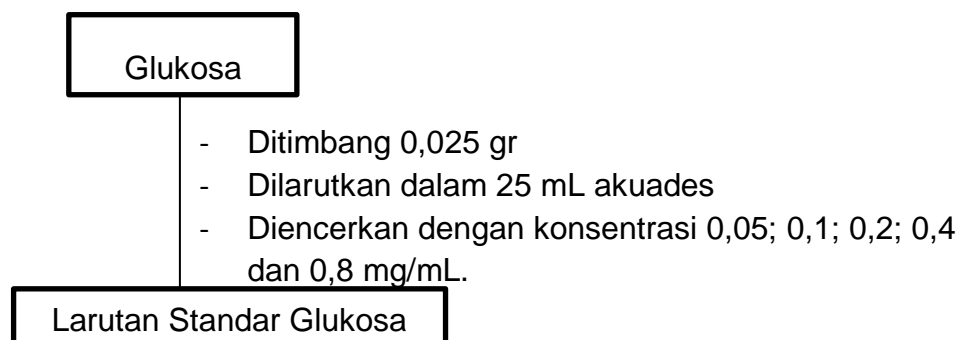 Glukosa
- Ditimbang 0,025 gr
- Dilarutkan dalam 25 mL akuades
- Diencerkan dengan konsentrasi 0,05; 0,1; 0,2; 0,4
dan 0,8 mg/mL.
Larutan Standar Glukosa